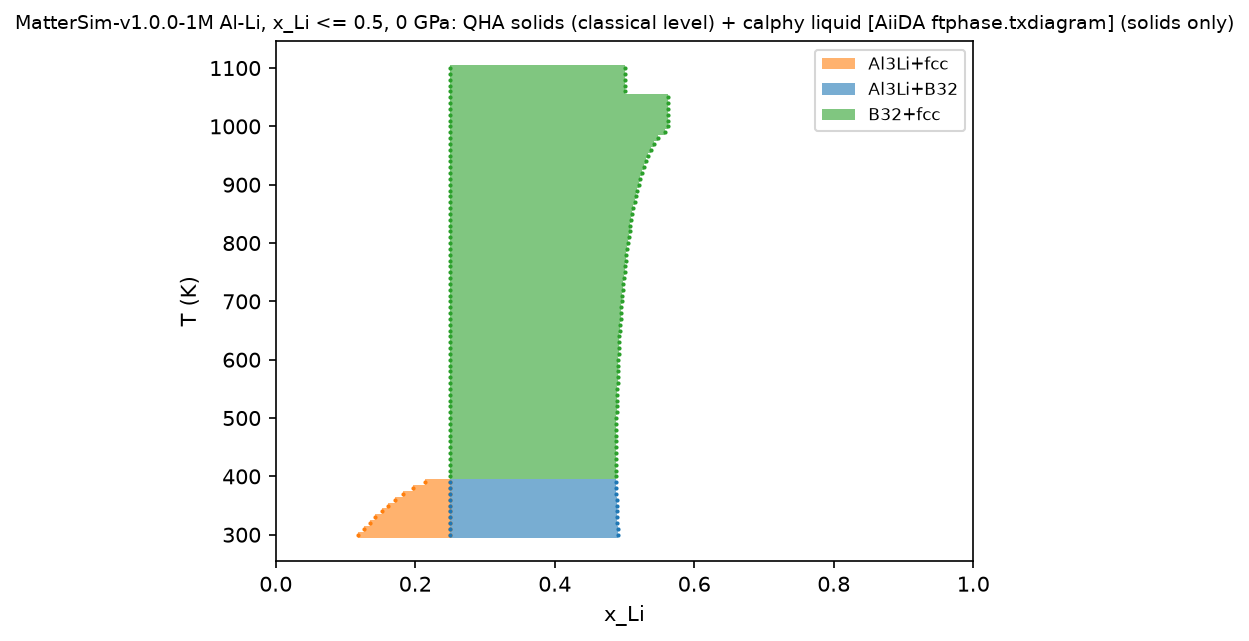 MatterSim-v1.0.0-1M Al-Li, x_Li <= 0.5, 0 GPa: QHA solids (classical level) + calphy liquid [AiiDA ftphase.txdiagram] (solids only)
Al3Li+fcc
Al3Li+B32
B32+fcc
1100
1000
900
800
700
600
500
400
300
T (K)
0.0 0.2 0.4 0.6 0.8 1.0
x_Li